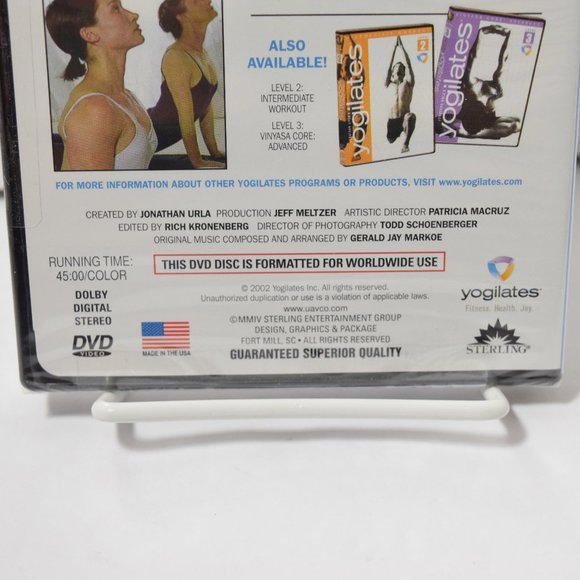 ALSO
AVAILABLE!
LEVEL 2:
INTERMEDIATE
WORKOUT
LEVEL 3:
VINYASA CORE:
ADVANCED
2
yogilates
3
yogilates
FOR MORE INFORMATION ABOUT OTHER YOGILATES PROGRAMS OR PRODUCTS, VISIT www.yogilates.com
CREATED BY JONATHAN URLA PRODUCTION JEFF MELTZER ARTISTIC DIRECTOR PATRICIA MACRUZ
EDITED BY RICH KRONENBERG DIRECTOR OF PHOTOGRAPHY TODD SCHOENBERGER
ORIGINAL MUSIC COMPOSED AND ARRANGED BY GERALD JAY MARKOE
RUNNING TIME:
45:00/COLOR
THIS DVD DISC IS FORMATTED FOR WORLDWIDE USE
DOLBY
DIGITAL
STEREO
DVD
VIDEO
MADE IN THE USA
© 2002 Yogilates Inc. All rights reserved.
Unauthorized duplication or use is a violation of applicable laws.
www.uavco.com
©MMIV STERLING ENTERTAINMENT GROUP
DESIGN, GRAPHICS & PACKAGE
FORT MILL, SC • ALL RIGHTS RESERVED
GUARANTEED SUPERIOR QUALITY
yogilates
Fitness. Health. Joy.
STERLING